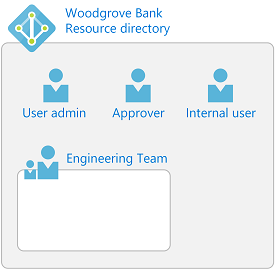 Woodgrove Bank
Resource directory
User admin
Approver
Internal user
Engineering Team